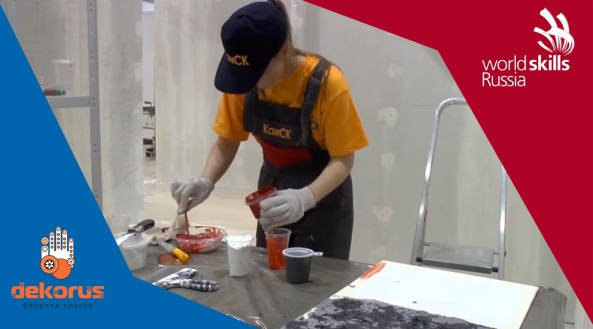 world skills
Russia
КамСК
КамСК
dekorus
фабрика красок